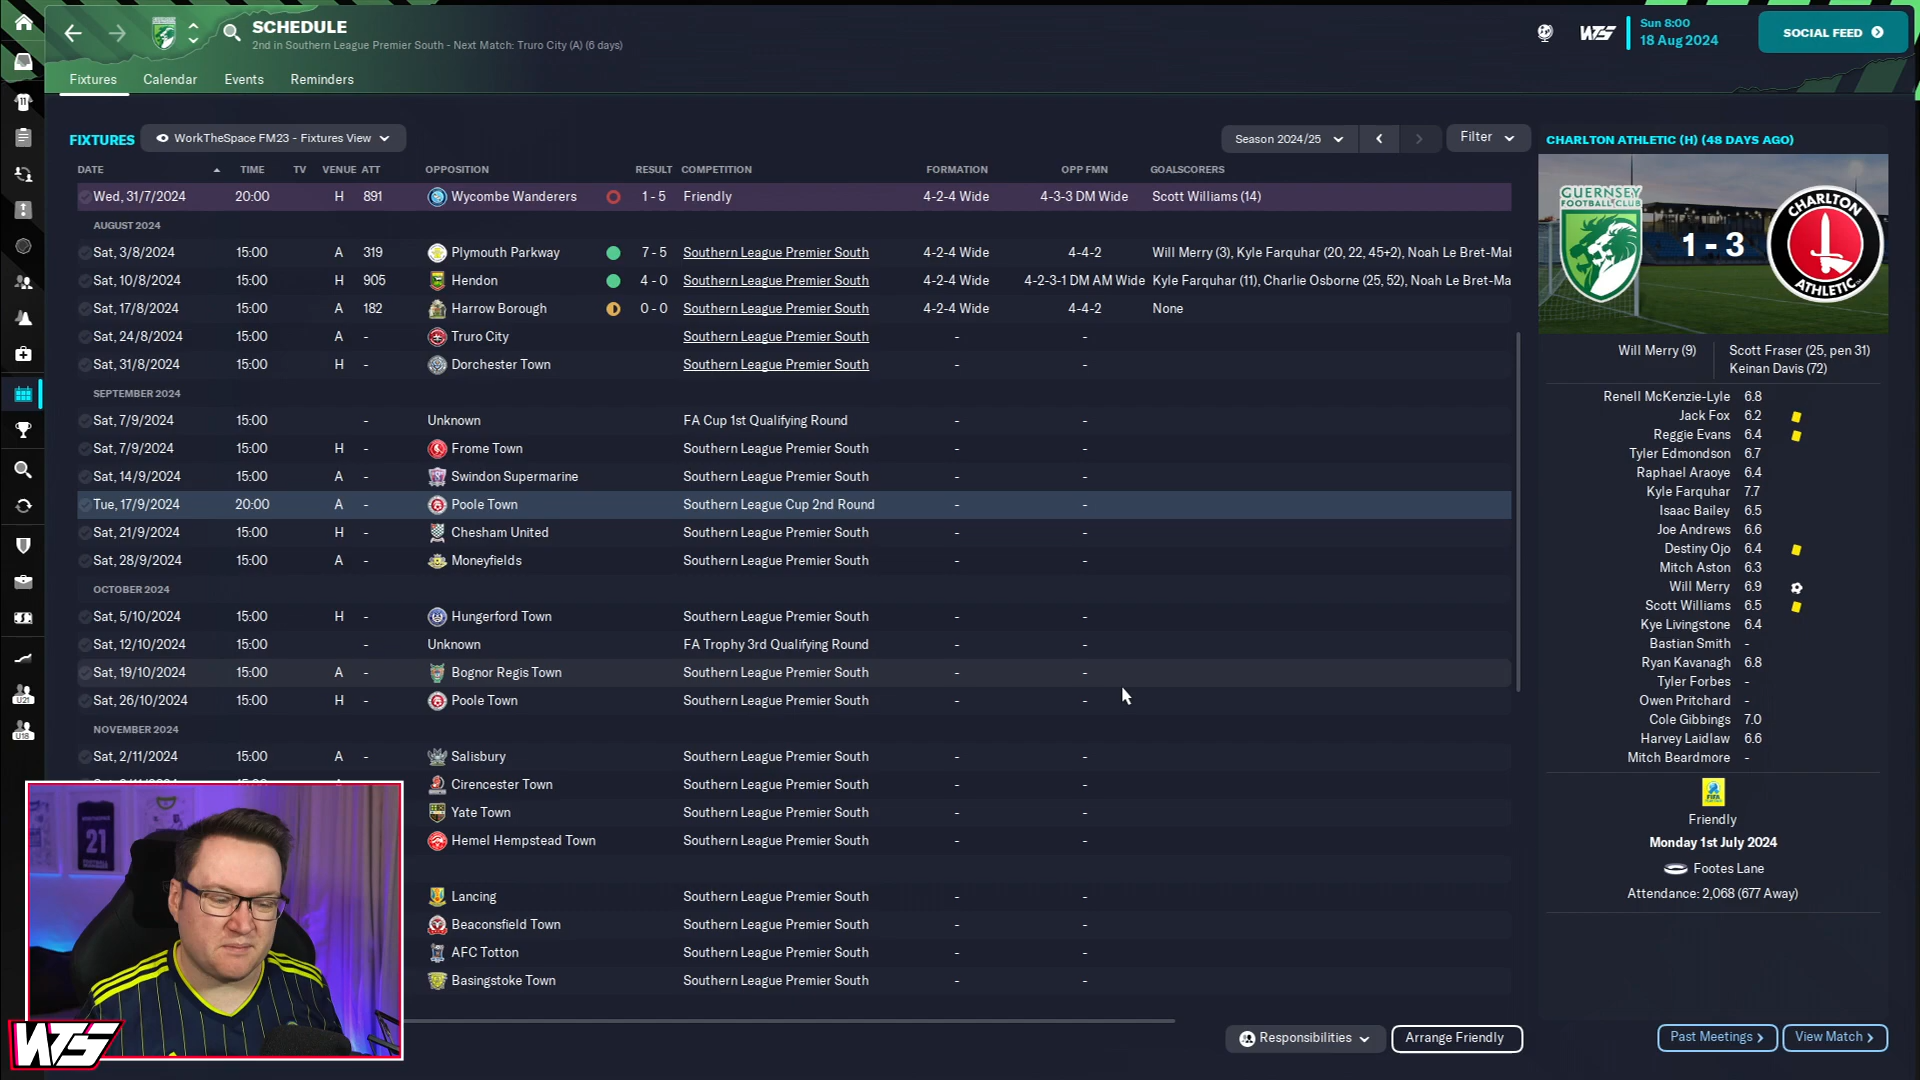 SCHEDULE
2nd in Southern League Premier South - Next Match: Truro City (A) (6 days)
WTS
Sun 8:00
18 Aug 2024
SOCIAL FEED
Fixtures Calendar Events Reminders
FIXTURES WorkTheSpace FM23 - Fixtures View Season 2024/25 Filter
DATE TIME TV VENUE ATT OPPOSITION RESULT COMPETITION FORMATION OPP FMN GOALSCORERS
Wed, 31/7/2024 20:00 H 891 Wycombe Wanderers 1 - 5 Friendly 4-2-4 Wide 4-3-3 DM Wide Scott Williams (14)
AUGUST 2024
Sat, 3/8/2024 15:00 A 319 Plymouth Parkway 7 - 5 Southern League Premier South 4-2-4 Wide 4-4-2 Will Merry (3), Kyle Farquhar (20, 22, 45+2), Noah Le Bret-Mal
Sat, 10/8/2024 15:00 H 905 Hendon 4 - 0 Southern League Premier South 4-2-4 Wide 4-2-3-1 DM AM Wide Kyle Farquhar (11), Charlie Osborne (25, 52), Noah Le Bret-Ma
Sat, 17/8/2024 15:00 A 182 Harrow Borough 0 - 0 Southern League Premier South 4-2-4 Wide 4-4-2 None
Sat, 24/8/2024 15:00 A - Truro City Southern League Premier South - -
Sat, 31/8/2024 15:00 H - Dorchester Town Southern League Premier South - -
SEPTEMBER 2024
Sat, 7/9/2024 15:00 - Unknown FA Cup 1st Qualifying Round - -
Sat, 7/9/2024 15:00 H - Frome Town Southern League Premier South - -
Sat, 14/9/2024 15:00 A - Swindon Supermarine Southern League Premier South - -
Tue, 17/9/2024 20:00 A - Poole Town Southern League Cup 2nd Round - -
Sat, 21/9/2024 15:00 H - Chesham United Southern League Premier South - -
Sat, 28/9/2024 15:00 A - Moneyfields Southern League Premier South - -
OCTOBER 2024
Sat, 5/10/2024 15:00 H - Hungerford Town Southern League Premier South - -
Sat, 12/10/2024 15:00 - Unknown FA Trophy 3rd Qualifying Round - -
Sat, 19/10/2024 15:00 A - Bognor Regis Town Southern League Premier South - -
Sat, 26/10/2024 15:00 H - Poole Town Southern League Premier South - -
NOVEMBER 2024
Sat, 2/11/2024 15:00 A - Salisbury Southern League Premier South - -
Cirencester Town Southern League Premier South - -
Yate Town Southern League Premier South - -
Hemel Hempstead Town Southern League Premier South - -
Lancing Southern League Premier South - -
Beaconsfield Town Southern League Premier South - -
AFC Totton Southern League Premier South - -
Basingstoke Town Southern League Premier South - -
Responsibilities Arrange Friendly
CHARLTON ATHLETIC (H) (48 DAYS AGO)
GUERNSEY
FOOTBALL CLUB
1 - 3
CHARLTON
ATHLETIC
Will Merry (9) Scott Fraser (25, pen 31)
Keinan Davis (72)
Renell McKenzie-Lyle 6.8
Jack Fox 6.2
Reggie Evans 6.4
Tyler Edmondson 6.7
Raphael Araoye 6.4
Kyle Farquhar 7.7
Isaac Bailey 6.5
Joe Andrews 6.6
Destiny Ojo 6.4
Mitch Aston 6.3
Will Merry 6.9
Scott Williams 6.5
Kye Livingstone 6.4
Bastian Smith -
Ryan Kavanagh 6.8
Tyler Forbes -
Owen Pritchard -
Cole Gibbings 7.0
Harvey Laidlaw 6.6
Mitch Beardmore -
Friendly
Monday 1st July 2024
Footes Lane
Attendance: 2,068 (677 Away)
Past Meetings View Match
11
U21
U18
21
WTS